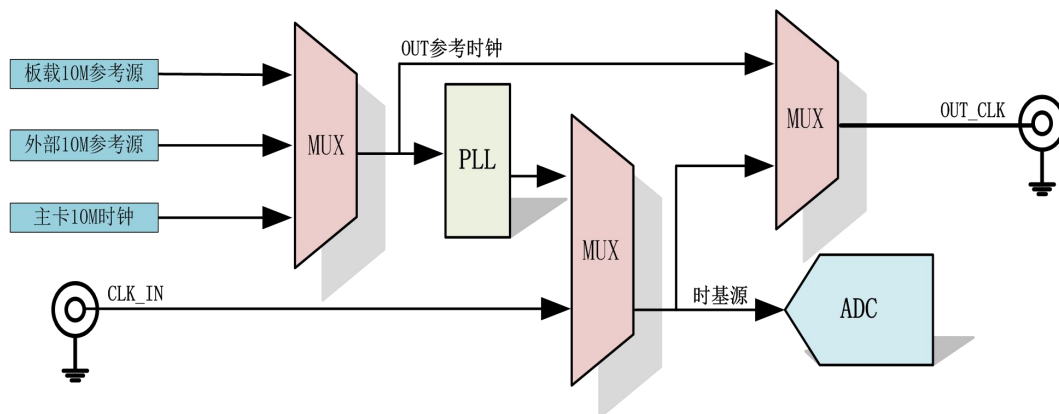 OUT参考时钟
板载10M参考源
外部10M参考源
主卡10M时钟
MUX
PLL
MUX
MUX
OUT_CLK
CLK_IN
时基源
ADC